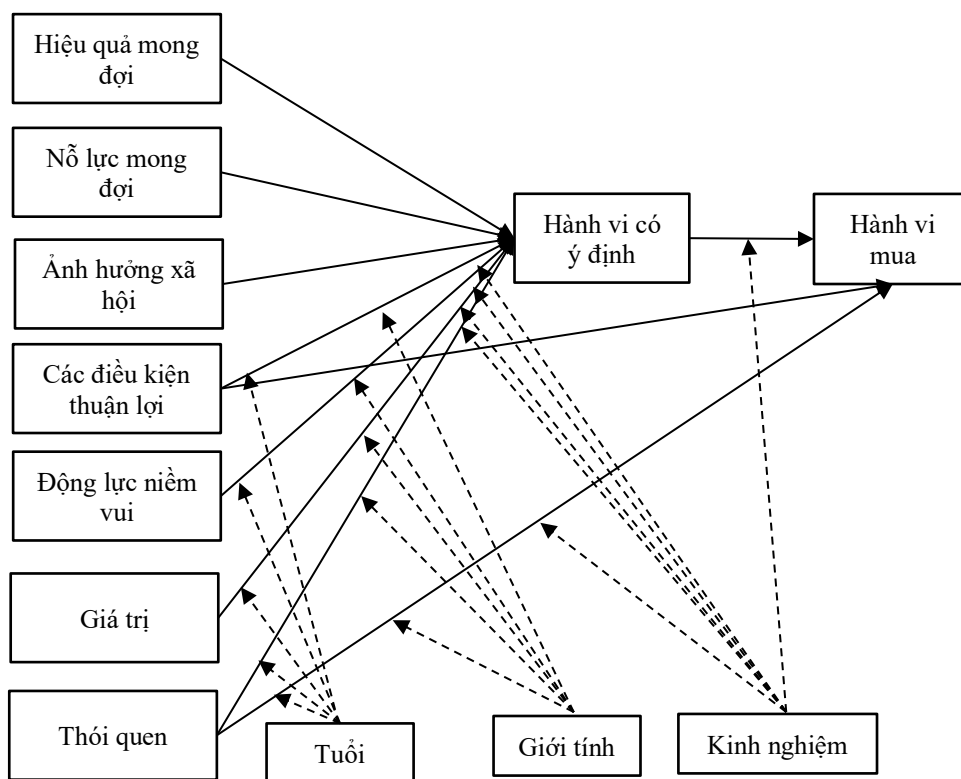 Hiệu quả mong
đợi
Nỗ lực mong
đợi
Ảnh hưởng xã
hội
Các điều kiện
thuận lợi
Động lực niềm
vui
Giá trị
Thói quen
Hành vi có
ý định
Hành vi
mua
Tuổi
Giới tính
Kinh nghiệm